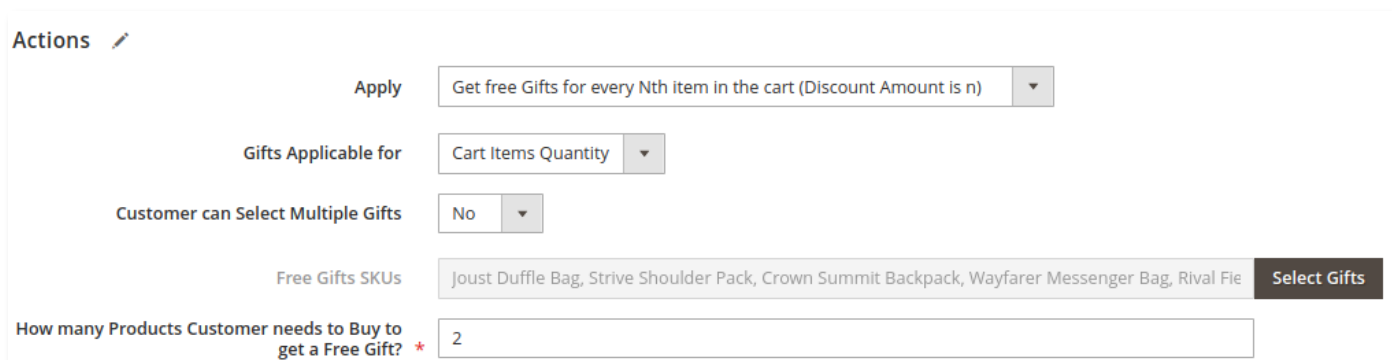 Actions
Apply Get free Gifts for every Nth item in the cart (Discount Amount is n)
Gifts Applicable for Cart Items Quantity
Customer can Select Multiple Gifts No
Free Gifts SKUs Joust Duffle Bag, Strive Shoulder Pack, Crown Summit Backpack, Wayfarer Messenger Bag, Rival Fie Select Gifts
How many Products Customer needs to Buy to
get a Free Gift? * 2